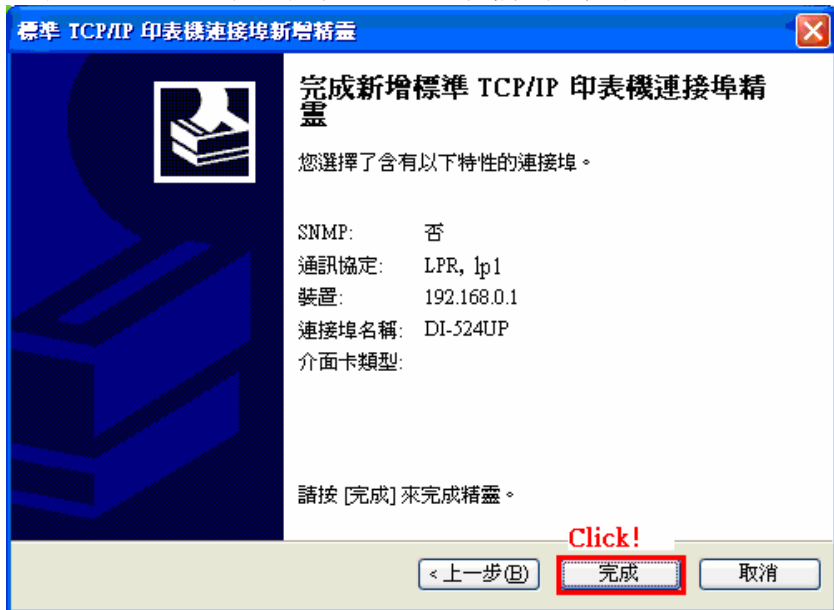 標準 TCP/IP 印表機連接埠新增精靈
完成新增標準 TCP/IP 印表機連接埠精
靈
您選擇了含有以下特性的連接埠。
SNMP: 否
通訊協定: LPR, lp1
裝置: 192.168.0.1
連接埠名稱: DI-524UP
介面卡類型:
請按 [完成] 來完成精靈。
Click!
< 上一步(B) 完成 取消